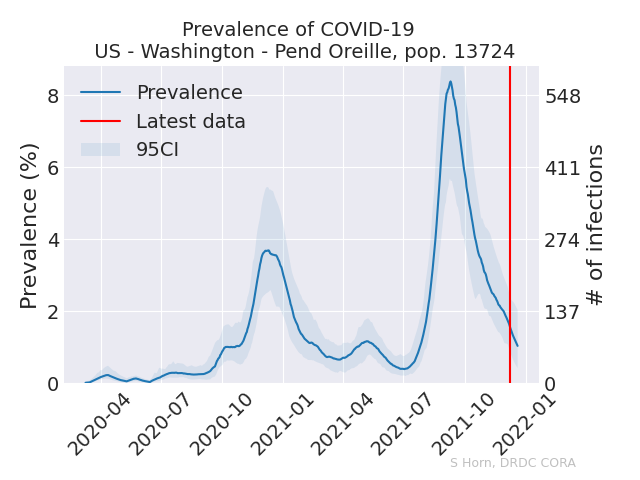 Prevalence of COVID-19
US - Washington - Pend Oreille, pop. 13724
Prevalence
Latest data
95CI
Prevalence (%)
8
6
4
2
0
# of infections
548
411
274
137
0
2020-04
2020-07
2020-10
2021-01
2021-04
2021-07
2021-10
2022-01
S Horn, DRDC CORA